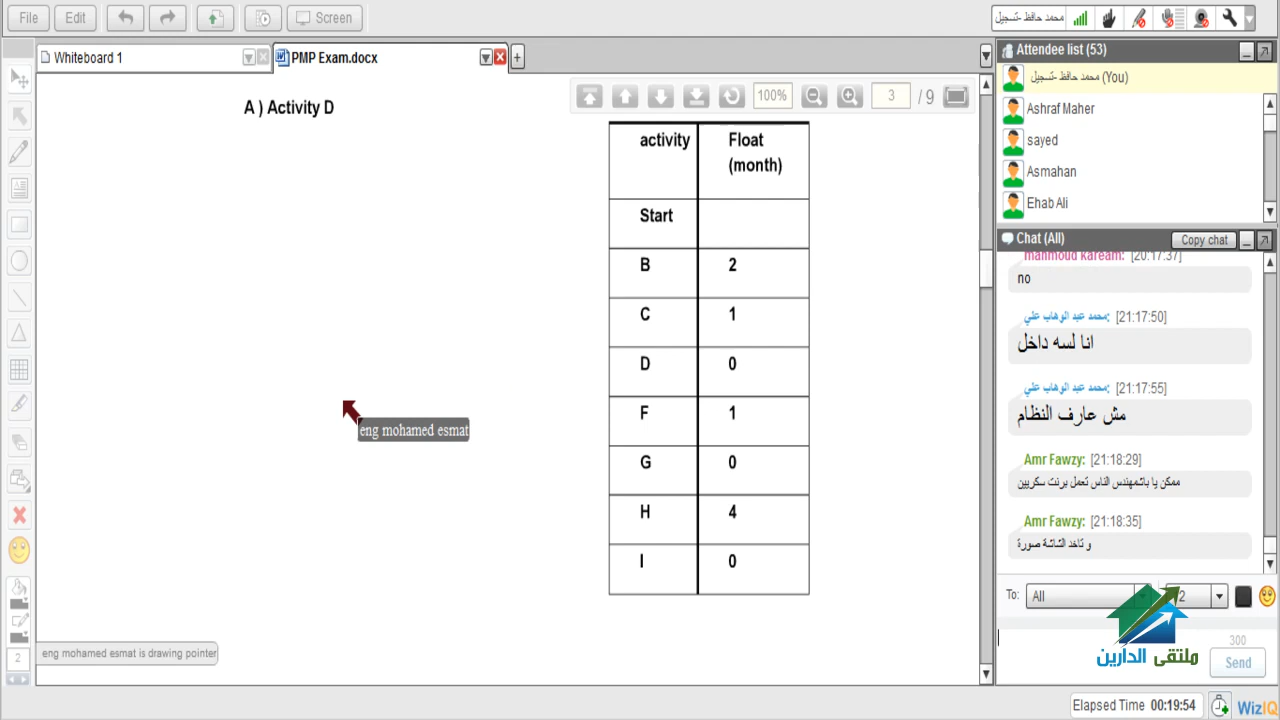 File Edit Screen
محمد حافظ -تسجيل
Whiteboard 1
PMP Exam.docx
+
A ) Activity D
100%
3 / 9
activity Float (month)
Start
B 2
C 1
D 0
F 1
G 0
H 4
I 0
eng mohamed esmat
eng mohamed esmat is drawing pointer
2
Attendee list (53)
محمد حافظ -تسجيل (You)
Ashraf Maher
sayed
Asmahan
Ehab Ali
Chat (All)
Copy chat
mahmoud kaream: [20:17:37]
no
محمد عبد الوهاب علي: [21:17:50]
انا لسه داخل
محمد عبد الوهاب علي: [21:17:55]
مش عارف النظام
Amr Fawzy: [21:18:29]
ممكن يا باشمهندس الناس تعمل برنت سكريين
Amr Fawzy: [21:18:35]
و تاخد الشاشة صورة
To: All
2
ملتقى الدارين
300
Send
Elapsed Time 00:19:54
WizIQ